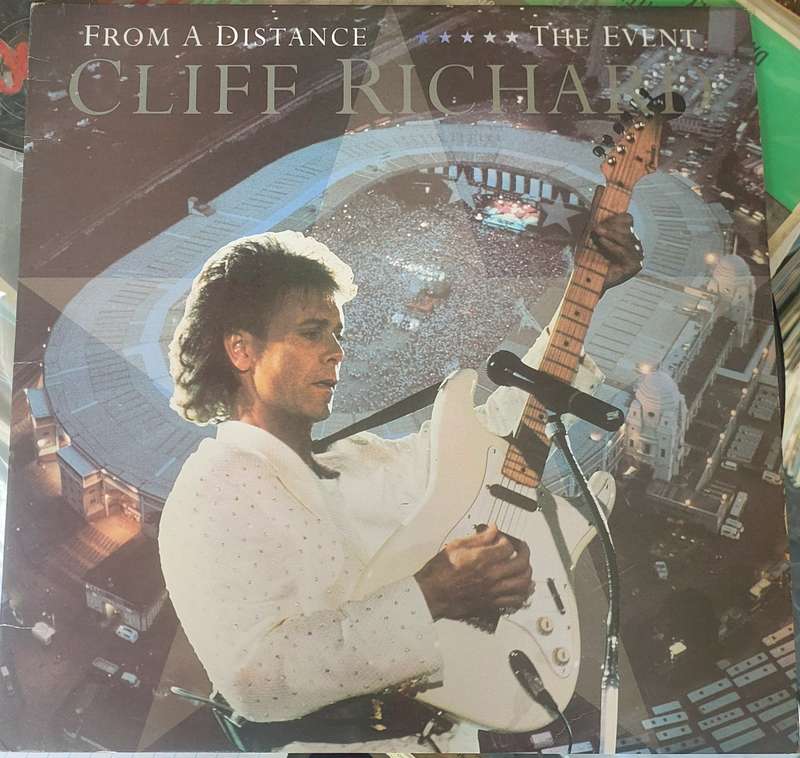 FROM A DISTANCE ★★★★★ THE EVENT
CLIFF RICHARD